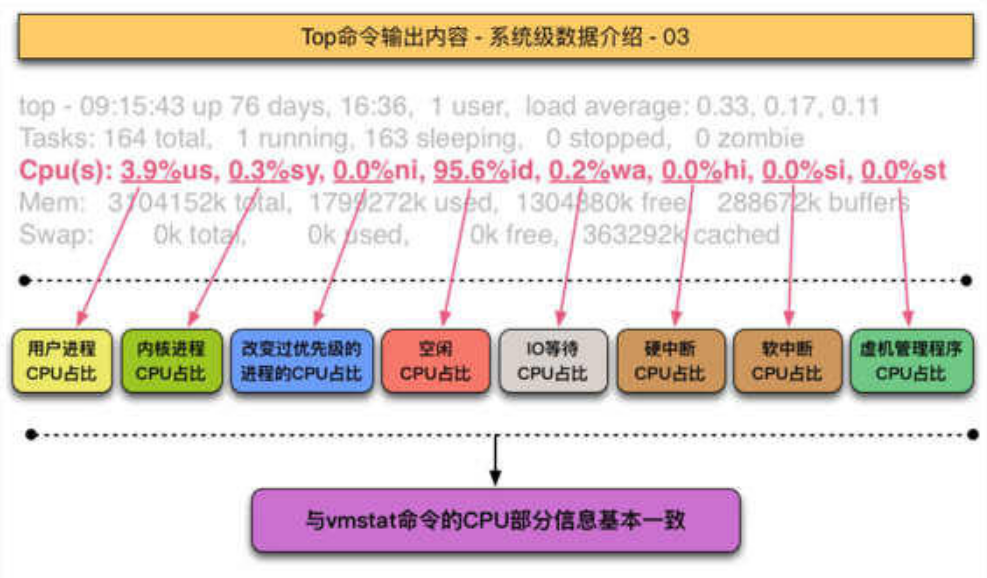 Top命令输出内容 - 系统级数据介绍 - 03
top - 09:15:43 up 76 days, 16:36, 1 user, load average: 0.33, 0.17, 0.11
Tasks: 164 total, 1 running, 163 sleeping, 0 stopped, 0 zombie
Cpu(s): 3.9%us, 0.3%sy, 0.0%ni, 95.6%id, 0.2%wa, 0.0%hi, 0.0%si, 0.0%st
Mem: 3104152k total, 1799272k used, 1304880k free, 288672k buffers
Swap: 0k total, 0k used, 0k free, 363292k cached
用户进程
CPU占比
内核进程
CPU占比
改变过优先级的
进程的CPU占比
空闲
CPU占比
IO等待
CPU占比
硬中断
CPU占比
软中断
CPU占比
虚机管理程序
CPU占比
与vmstat命令的CPU部分信息基本一致